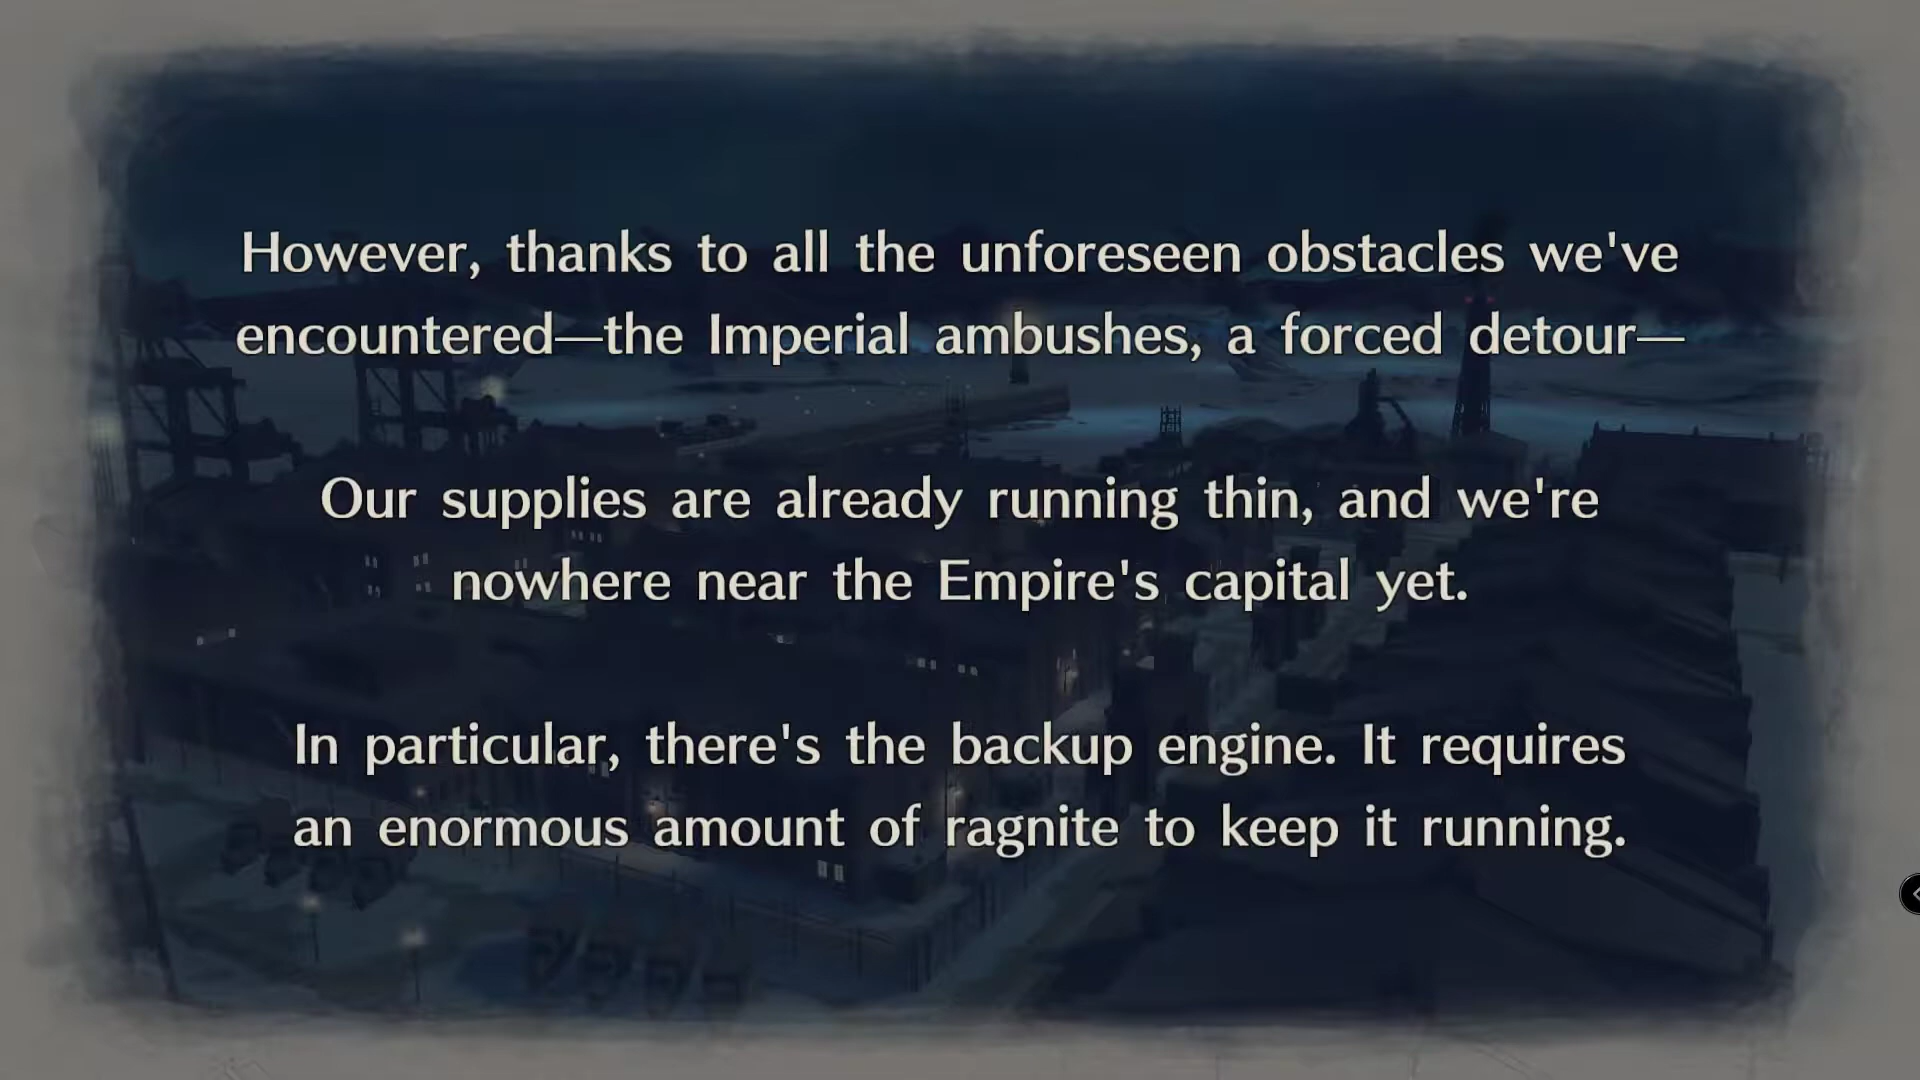 However, thanks to all the unforeseen obstacles we've
encountered—the Imperial ambushes, a forced detour—
Our supplies are already running thin, and we're
nowhere near the Empire's capital yet.
In particular, there's the backup engine. It requires
an enormous amount of ragnite to keep it running.